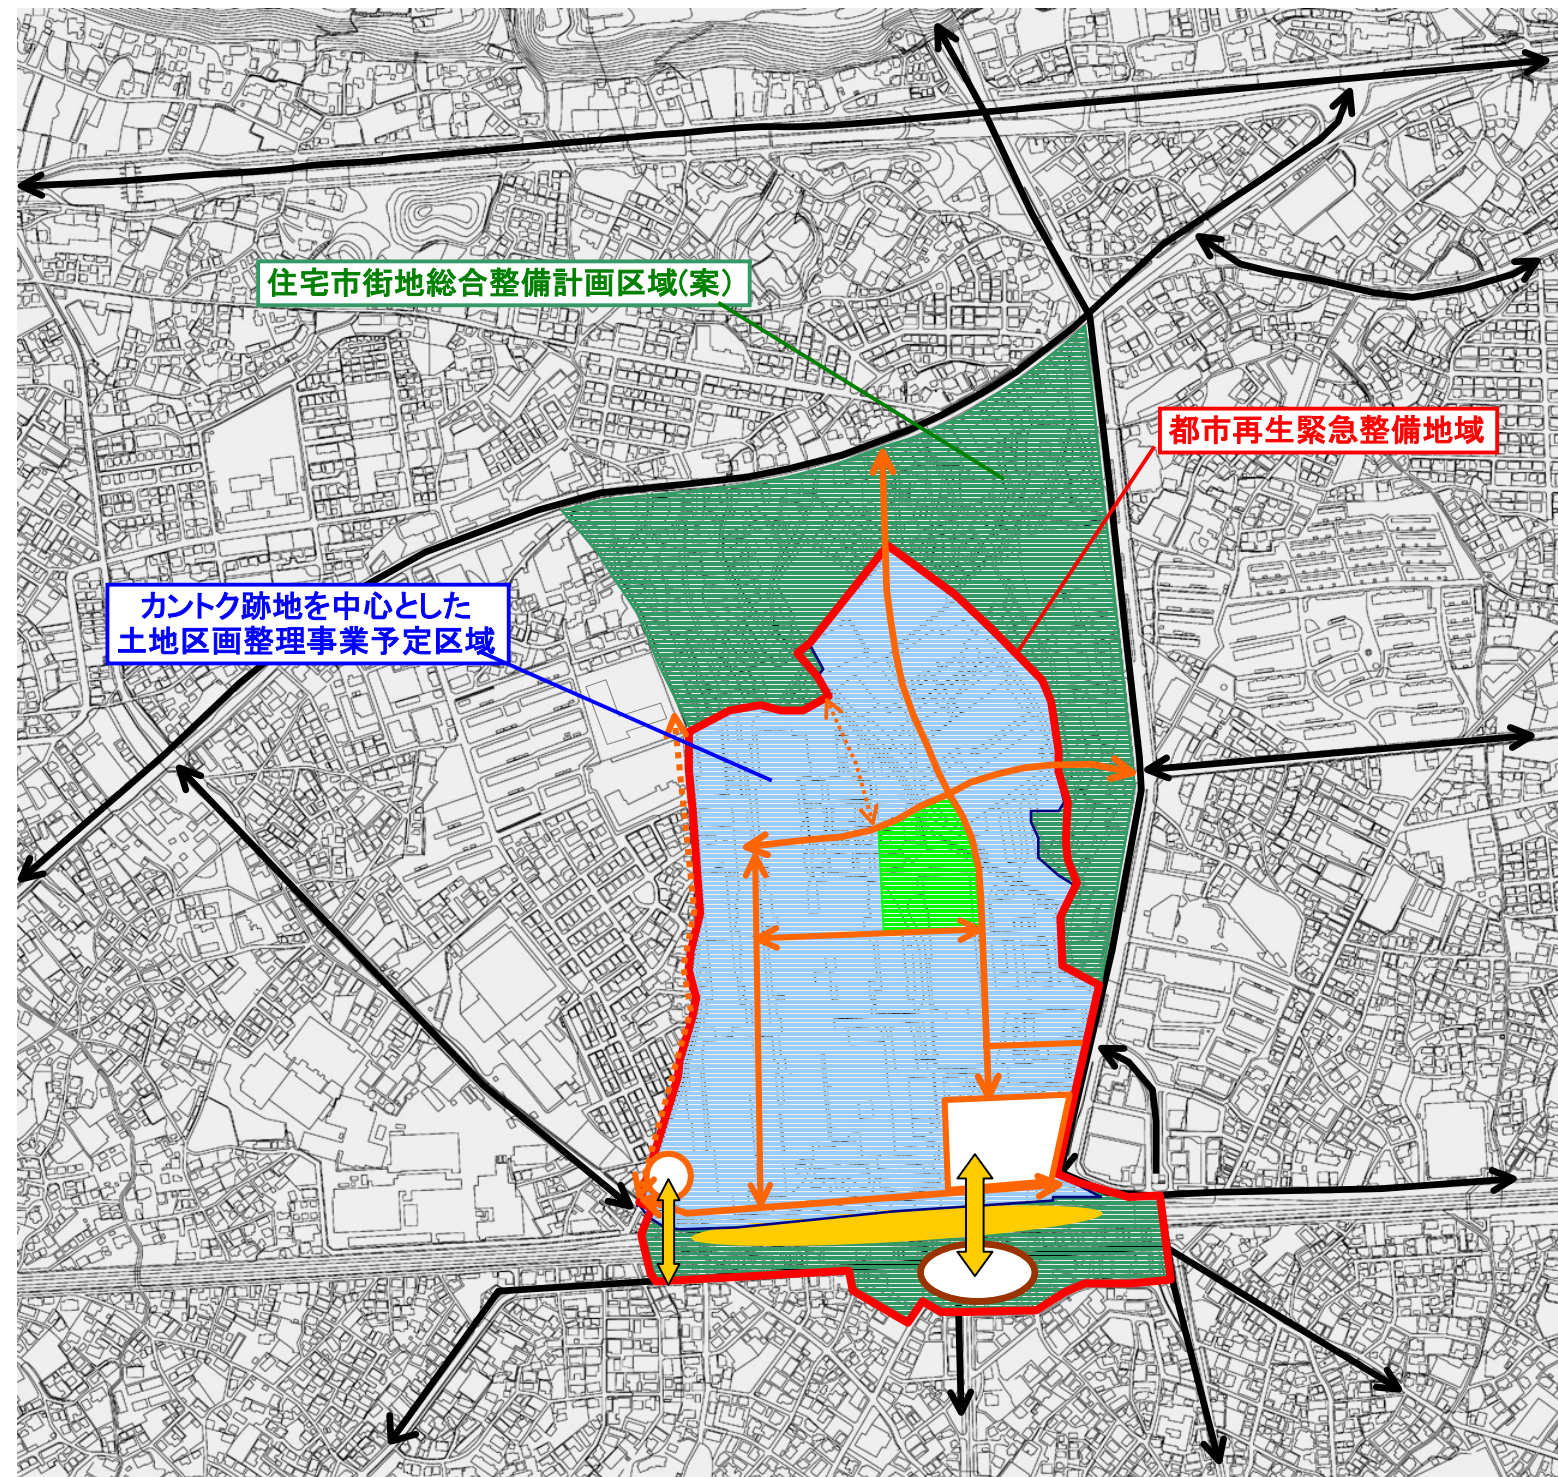 住宅市街地総合整備計画区域(案)
都市再生緊急整備地域
カントク跡地を中心とした
土地区画整理事業予定区域